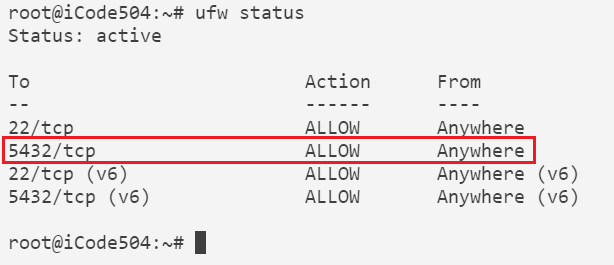 root@iCode504:~# ufw status
Status: active
To                         Action      From
--                         ------      ----
22/tcp                     ALLOW       Anywhere
5432/tcp                   ALLOW       Anywhere
22/tcp (v6)                ALLOW       Anywhere (v6)
5432/tcp (v6)              ALLOW       Anywhere (v6)
root@iCode504:~#